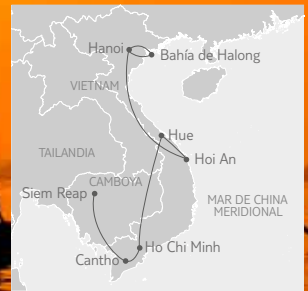 Hanoi
Bahía de Halong
VIETNAM
Hue
TAILANDIA
Hoi An
CAMBOYA
Siem Reap
MAR DE CHINA
MERIDIONAL
Ho Chi Minh
Cantho